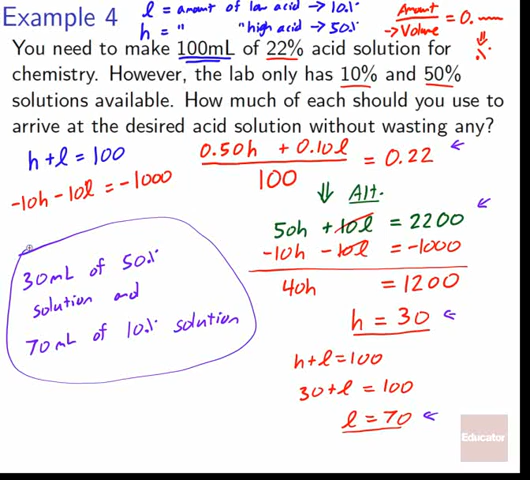 Example 4
l = amount of low acid → 10%
h = " "high acid → 50%
Amount
→Volume
= 0.
%
You need to make 100mL of 22% acid solution for
chemistry. However, the lab only has 10% and 50%
solutions available. How much of each should you use to
arrive at the desired acid solution without wasting any?
h + l = 100
-10h - 10l = -1000
0.50h + 0.10l
100
= 0.22
⇓ Alt.
50h + 10l = 2200
-10h - 10l = -1000
40h = 1200
h = 30
h + l = 100
30 + l = 100
l = 70
30mL of 50%
solution and
70mL of 10% solution
Educator